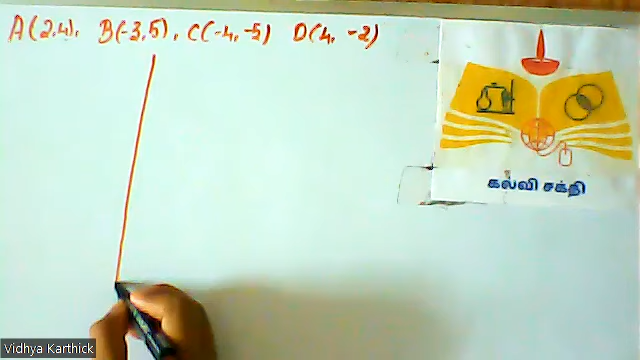 A(2,4), B(-3,5), C(-4,-5) D(4, -2)
கல்வி சக்தி
Vidhya Karthick